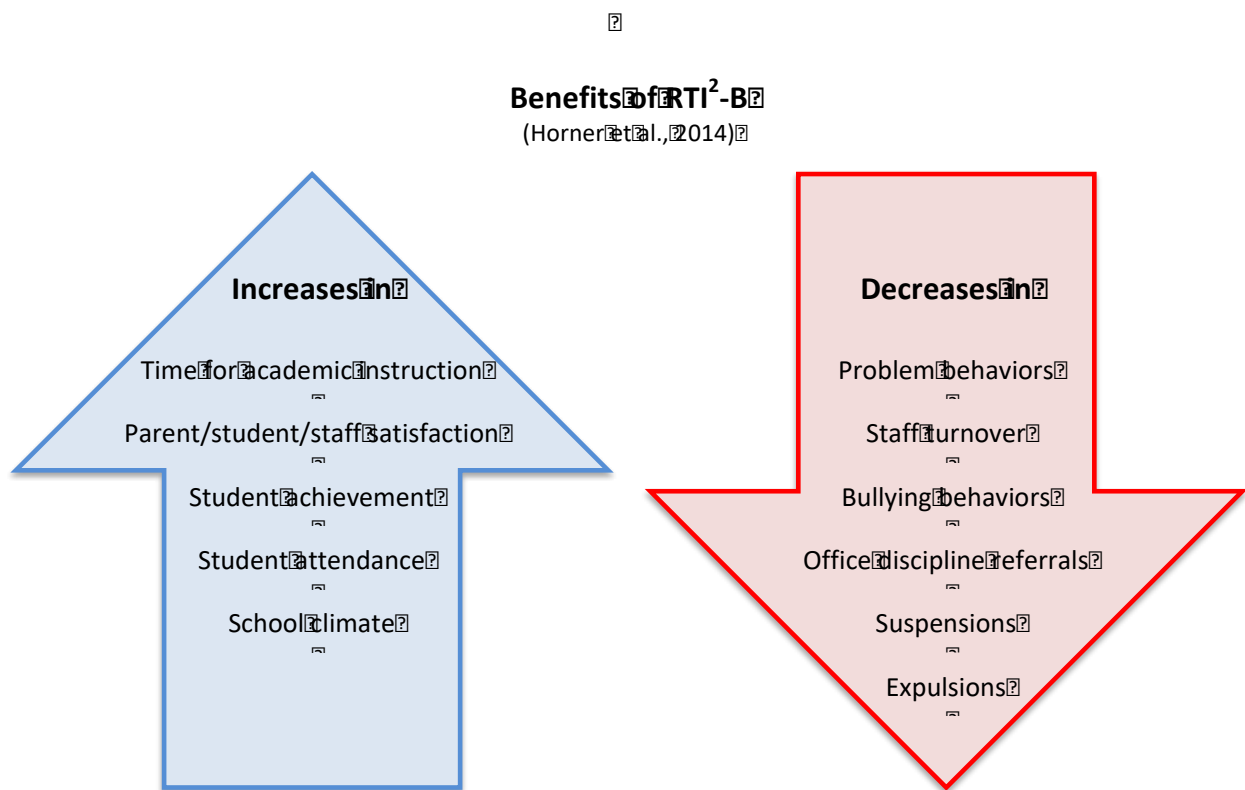 Benefits of RTI²-B
(Horner et al., 2014)
Increases in
Time for academic instruction
Parent/student/staff satisfaction
Student achievement
Student attendance
School climate
Decreases in
Problem behaviors
Staff turnover
Bullying behaviors
Office discipline referrals
Suspensions
Expulsions